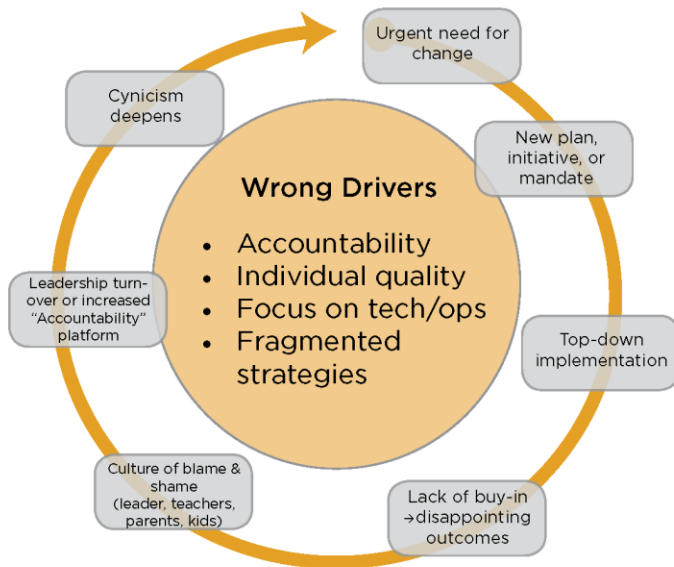 Urgent need for
change
New plan,
initiative, or
mandate
Top-down
implementation
Lack of buy-in
→disappointing
outcomes
Culture of blame &
shame
(leader, teachers,
parents, kids)
Leadership turn-
over or increased
“Accountability”
platform
Cynicism
deepens
Wrong Drivers
• Accountability
• Individual quality
• Focus on tech/ops
• Fragmented
strategies